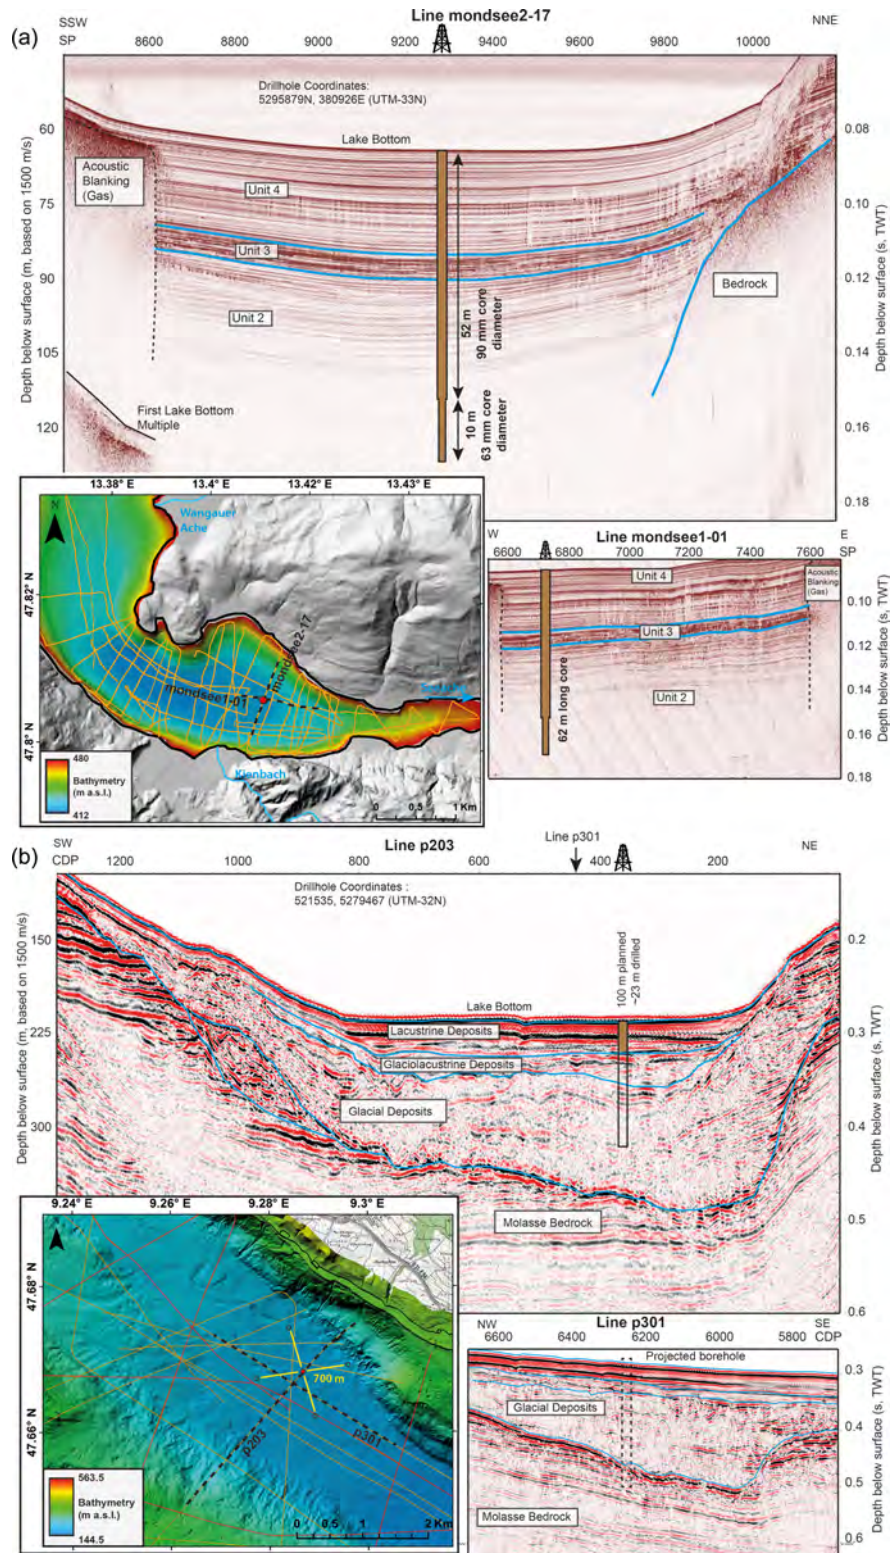 (a)
Line mondsee2-17
SSW
NNE
SP
8600
8800
9000
9200
9400
9600
9800
10000
Drillhole Coordinates:
5295879N, 380926E (UTM-33N)
Lake Bottom
Acoustic
Blanking
(Gas)
Unit 4
Unit 3
Unit 2
Bedrock
52 m
90 mm core
diameter
10 m
63 mm core
diameter
First Lake Bottom
Multiple
Depth below surface (m, based on 1500 m/s)
60
75
90
105
120
Depth below surface (s, TWT)
0.08
0.10
0.12
0.14
0.16
0.18
13.38° E
13.4° E
13.42° E
13.43° E
47.82° N
47.8° N
N
Wangauer
Ache
mondsee2-17
mondsee1-01
Kienbach
480
Bathymetry
(m a.s.l.)
412
0 0.5 1 Km
Line mondsee1-01
W
E
6600
6800
7000
7200
7400
7600
SP
Unit 4
Acoustic
Blanking
(Gas)
Unit 3
Unit 2
62 m long core
0.10
0.12
0.14
0.16
0.18
Depth below surface (s, TWT)
(b)
Line p203
Line p301
SW
NE
CDP
1200
1000
800
600
400
200
Drillhole Coordinates :
521535, 5279467 (UTM-32N)
100 m planned
~23 m drilled
Lake Bottom
Lacustrine Deposits
Glaciolacustrine Deposits
Glacial Deposits
Molasse Bedrock
Depth below surface (m, based on 1500 m/s)
150
225
300
Depth below surface (s, TWT)
0.2
0.3
0.4
0.5
0.6
9.24° E
9.26° E
9.28° E
9.3° E
47.68° N
47.66° N
700 m
p203
p301
563.5
Bathymetry
(m a.s.l.)
144.5
0 0.5 1 2 Km
Line p301
NW
SE
6600
6400
6200
6000
5800
CDP
Projected borehole
Glacial Deposits
Molasse Bedrock
0.3
0.4
0.5
0.6
Depth below surface (s, TWT)